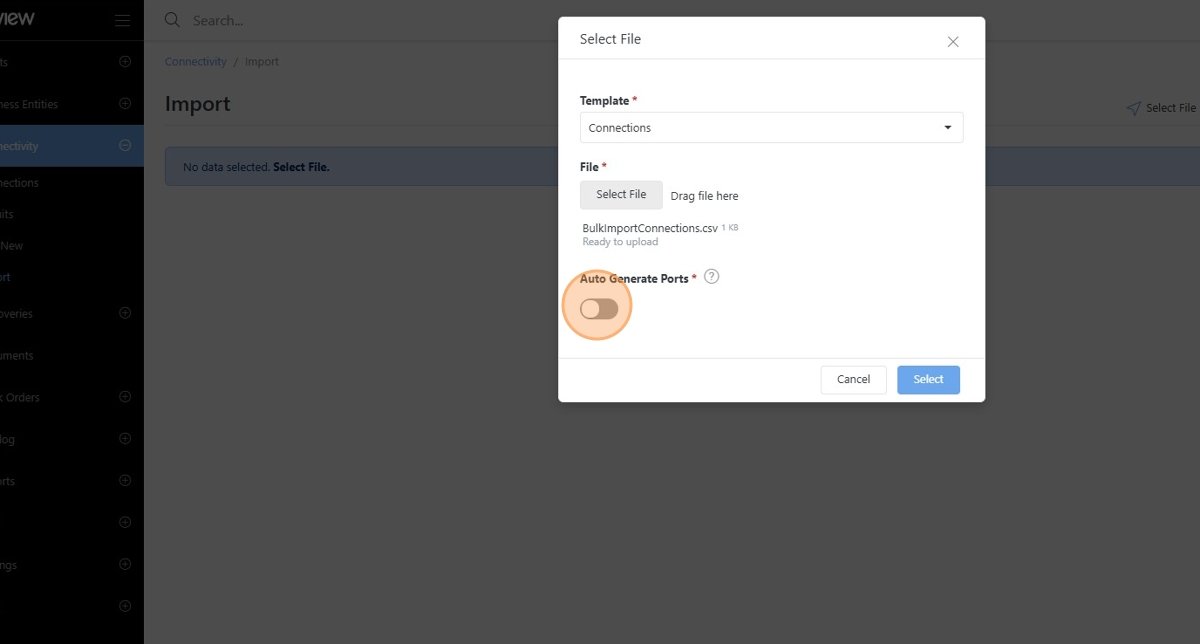 view
Search...
Select File
Connectivity / Import
Import
Select File
No data selected. Select File.
Template *
Connections
File *
Select File
Drag file here
BulkImportConnections.csv 1 KB
Ready to upload
Auto Generate Ports * ?
Cancel
Select
ts
ness Entities
nectivity
nections
uits
New
ort
overies
uments
k Orders
log
orts
ngs